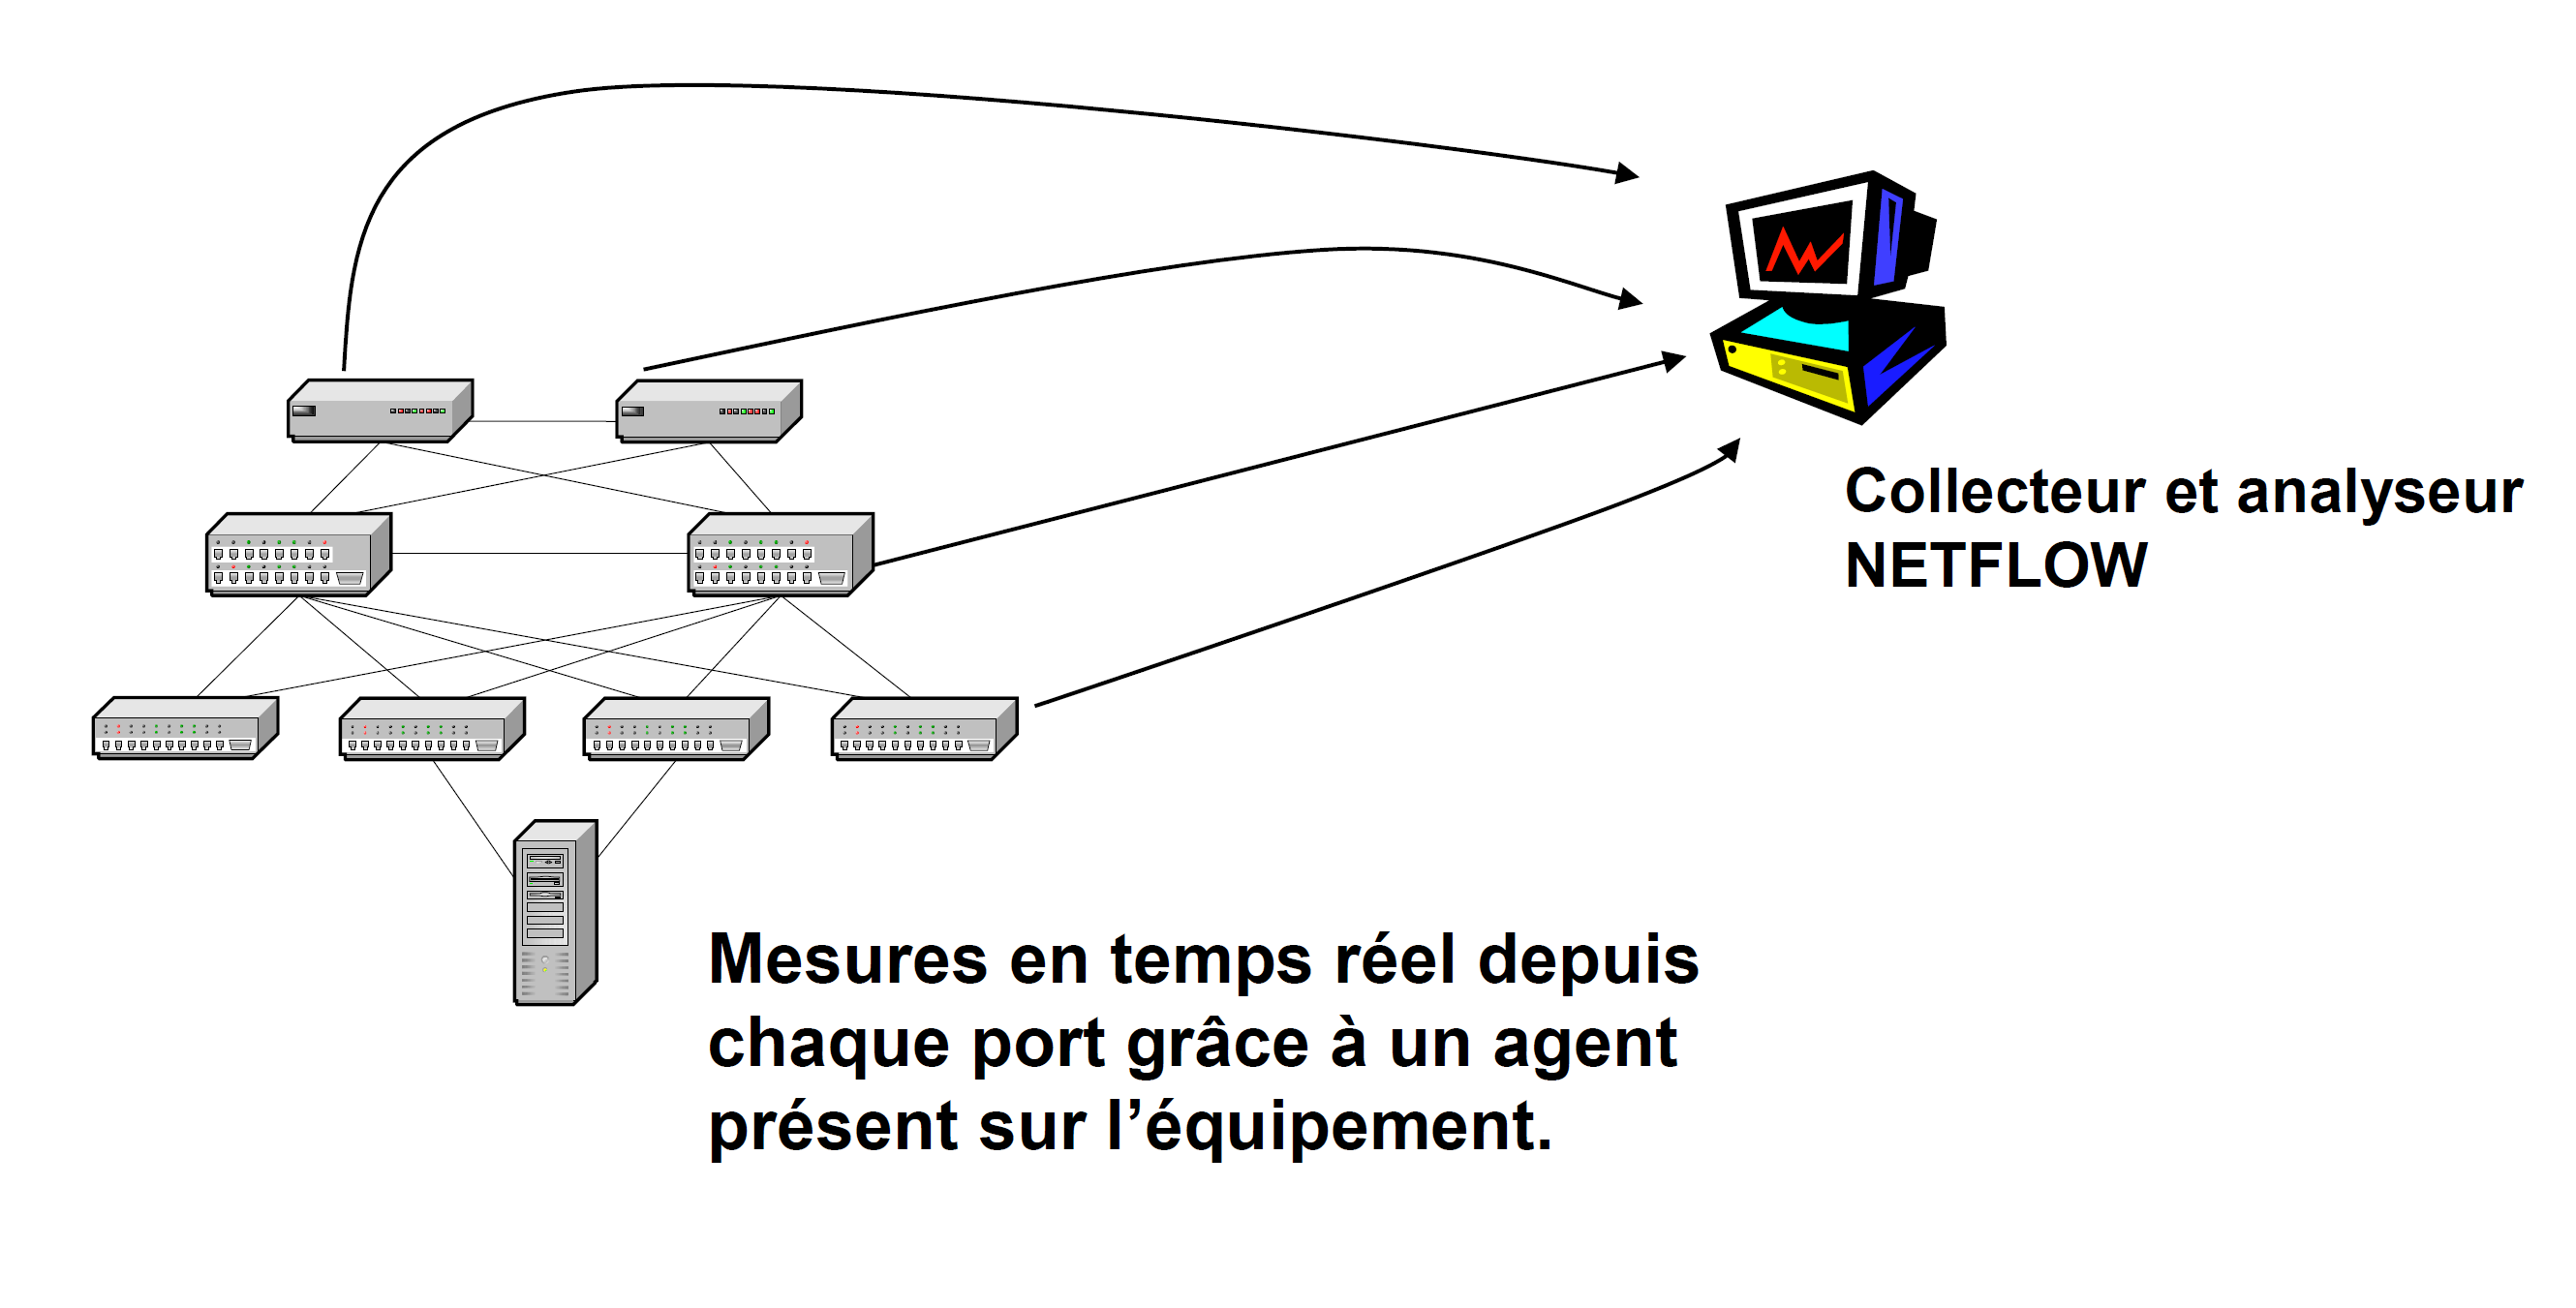 Collecteur et analyseur
NETFLOW
Mesures en temps réel depuis
chaque port grâce à un agent
présent sur l’équipement.